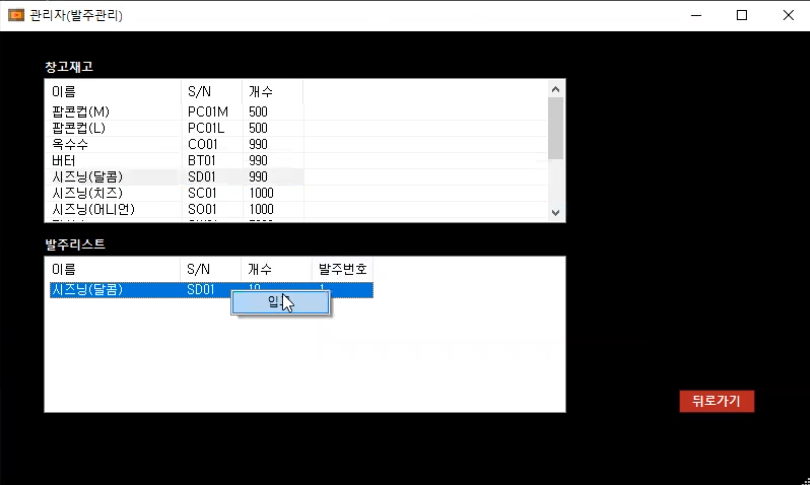 관리자(발주관리)
창고재고
이름 S/N 개수
팝콘컵(M) PC01M 500
팝콘컵(L) PC01L 500
옥수수 CO01 990
버터 BT01 990
시즈닝(달콤) SD01 990
시즈닝(치즈) SC01 1000
시즈닝(어니언) SO01 1000
발주리스트
이름 S/N 개수 발주번호
시즈닝(달콤) SD01 10 1
뒤로가기